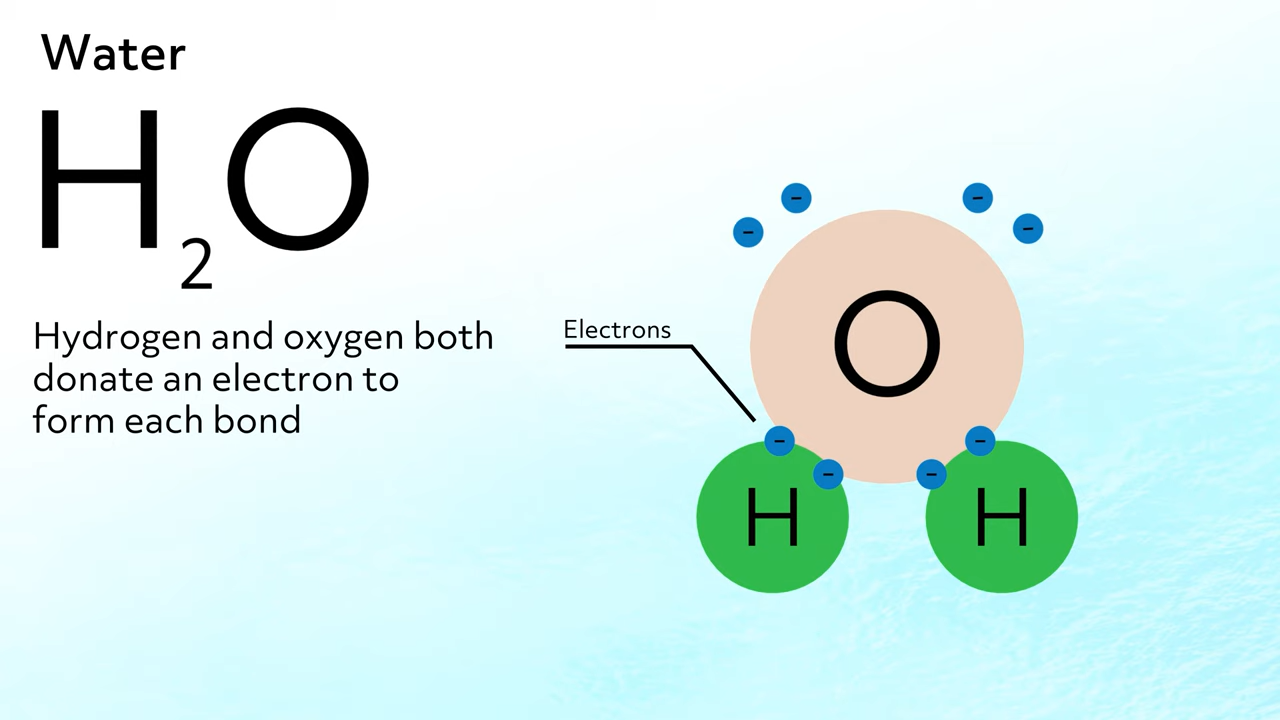 Water
H2O
Hydrogen and oxygen both
donate an electron to
form each bond
Electrons
- -
- -
O
- -
- -
H H